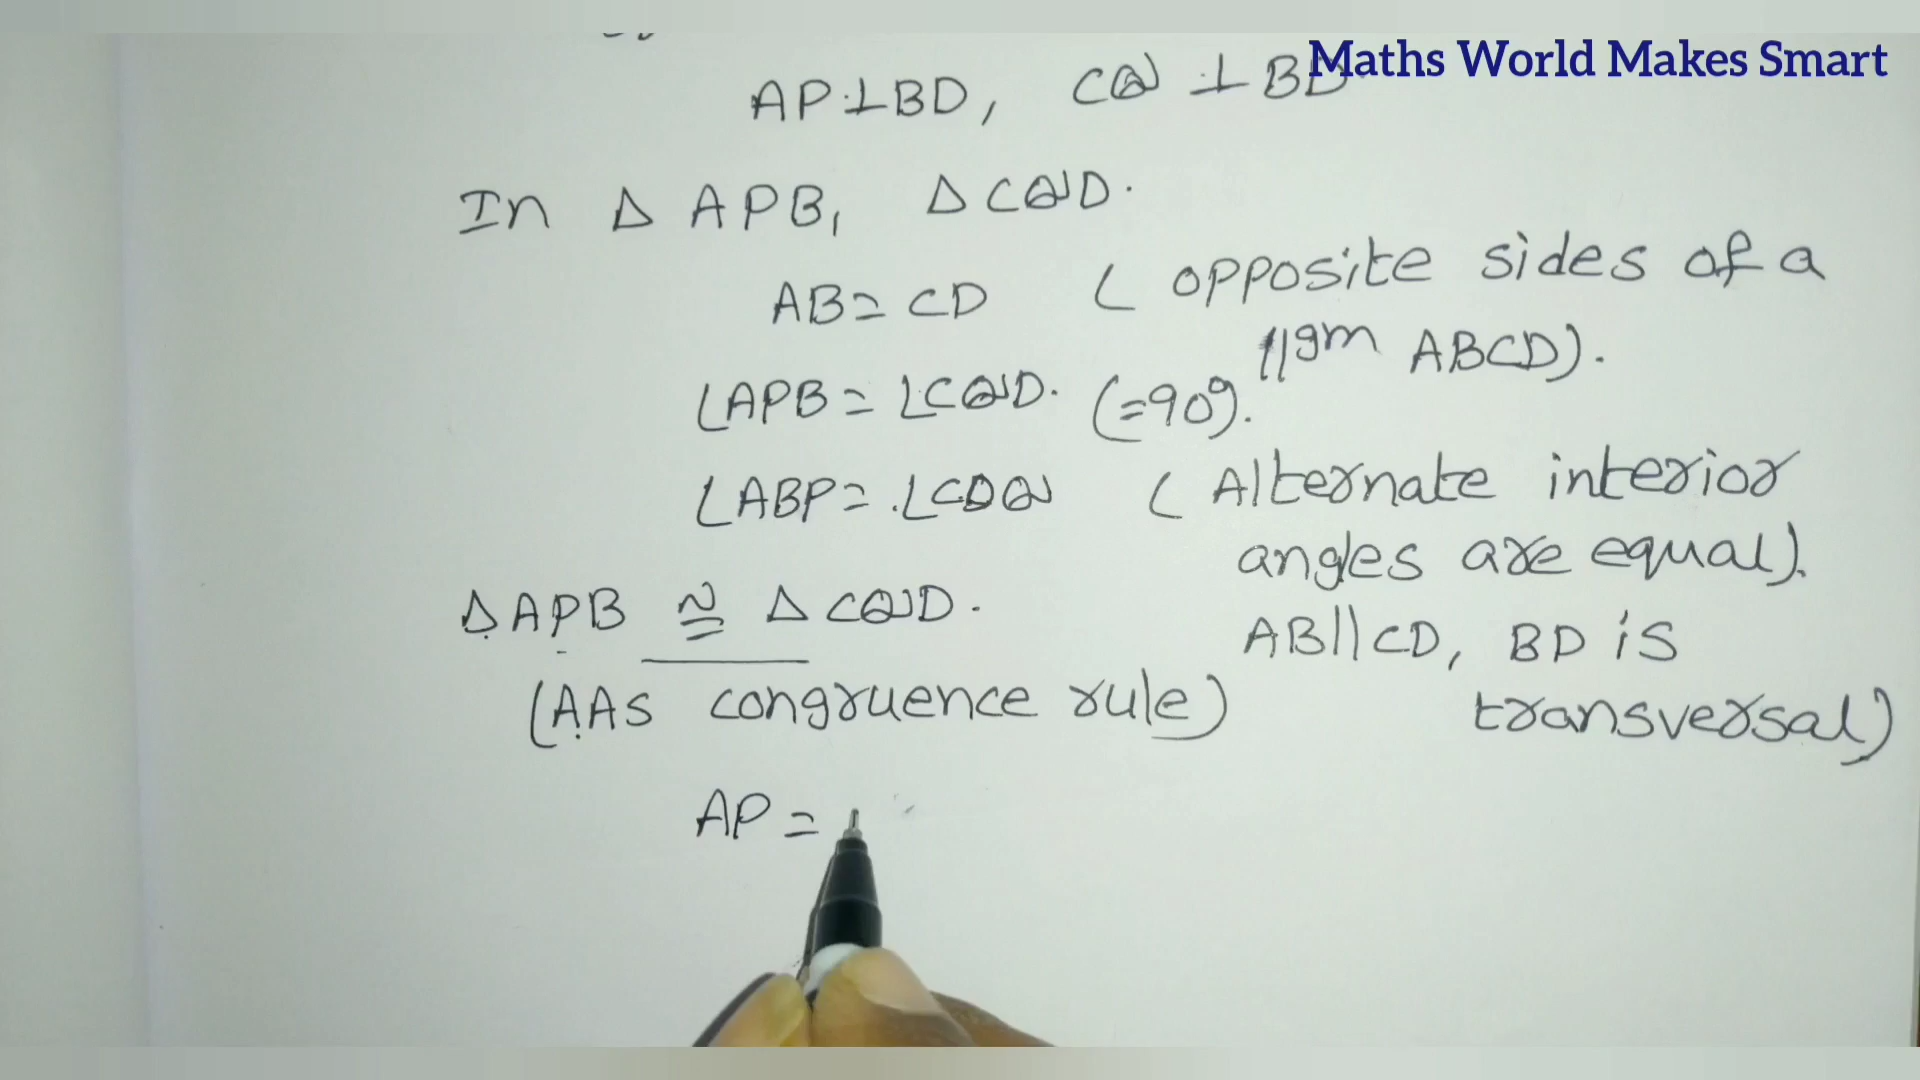 Maths World Makes Smart
AP⊥BD, CQ ⊥ BD
In Δ APB, Δ CQD.
AB = CD ( opposite sides of a
||gm ABCD).
∠APB = ∠CQD. (=90°).
∠ABP = ∠CDQ ( Alternate interior
angles are equal).
ΔAPB ≅ Δ CQD.
AB||CD, BD is
(AAS congruence rule)
transversal)
AP =